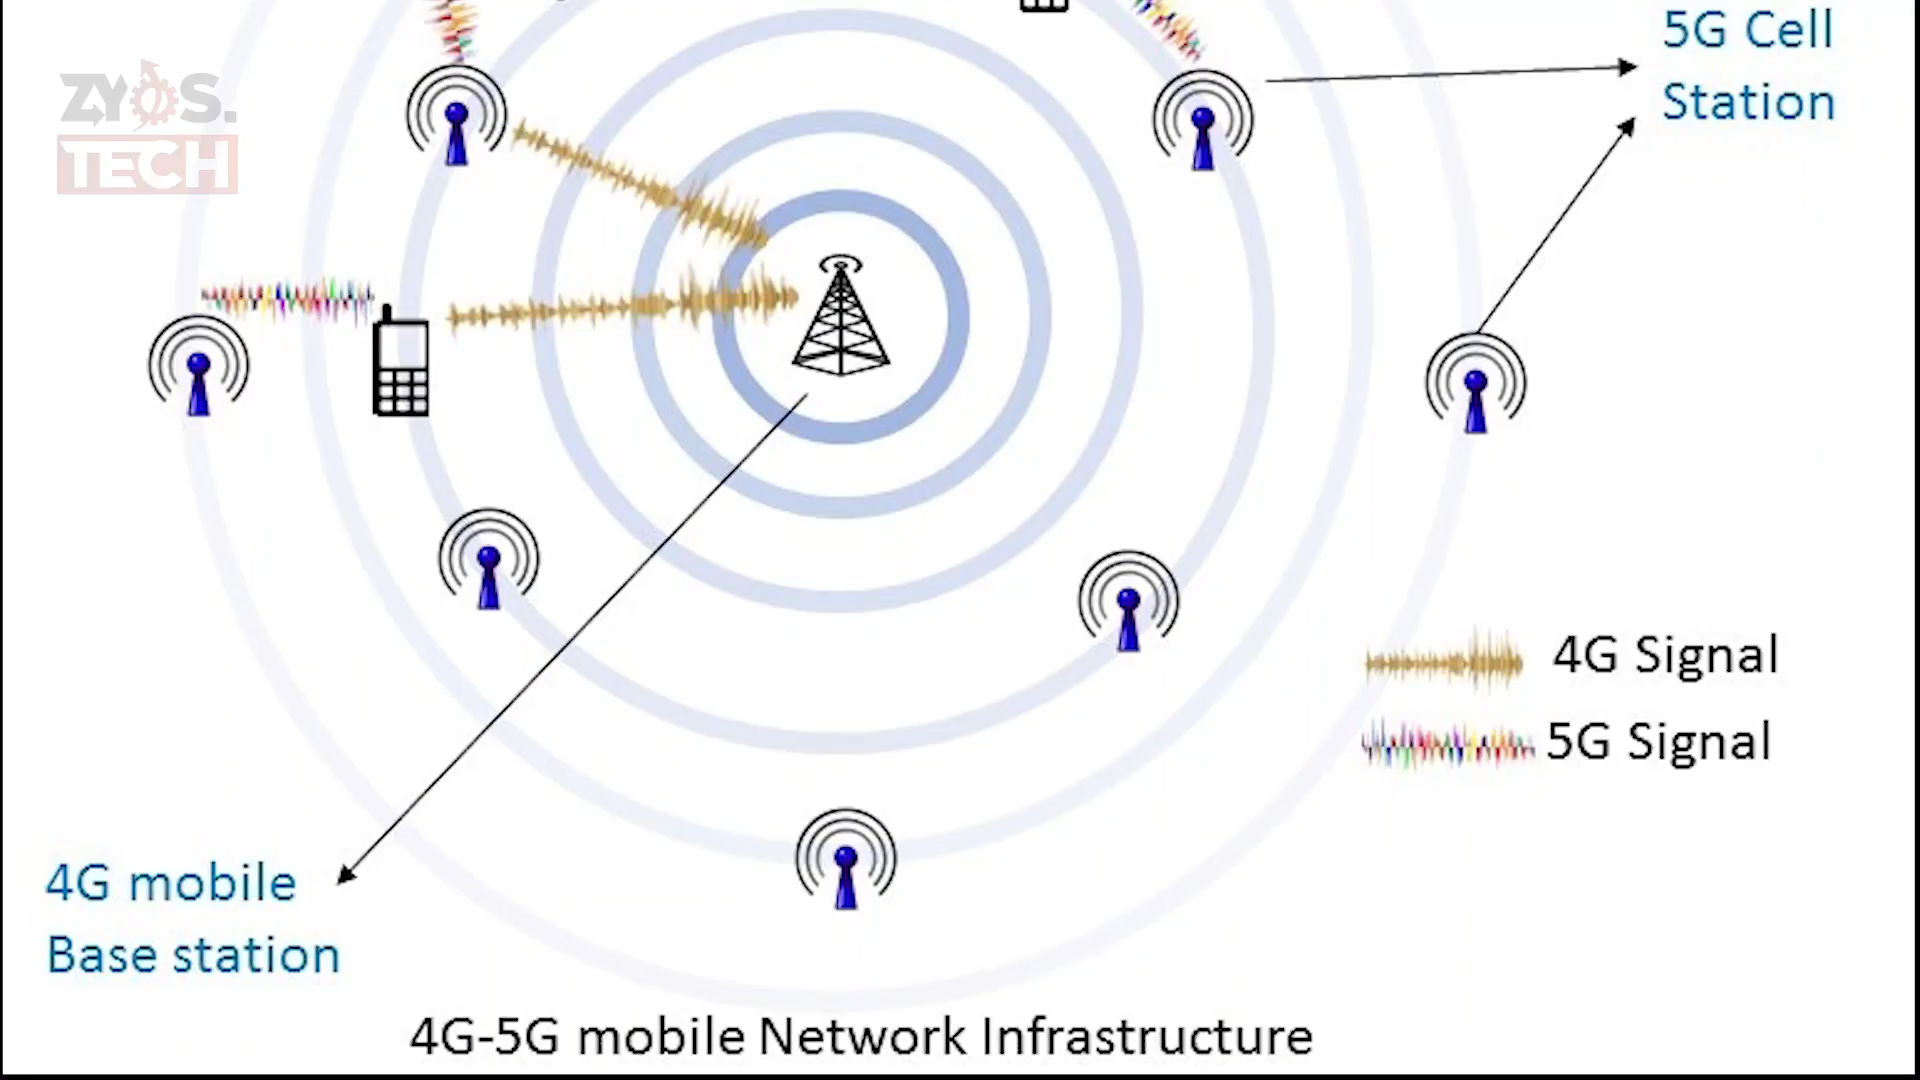 5G Cell
Station
ZYOS.
TECH
4G Signal
5G Signal
4G mobile
Base station
4G-5G mobile Network Infrastructure